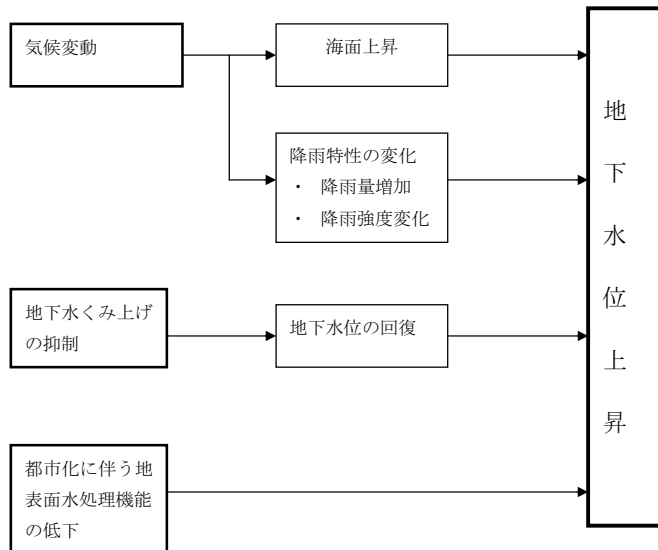 気候変動
海面上昇
降雨特性の変化
・ 降雨量増加
・ 降雨強度変化
地下水くみ上げ
の抑制
地下水位の回復
都市化に伴う地
表面水処理機能
の低下
地下水位上昇